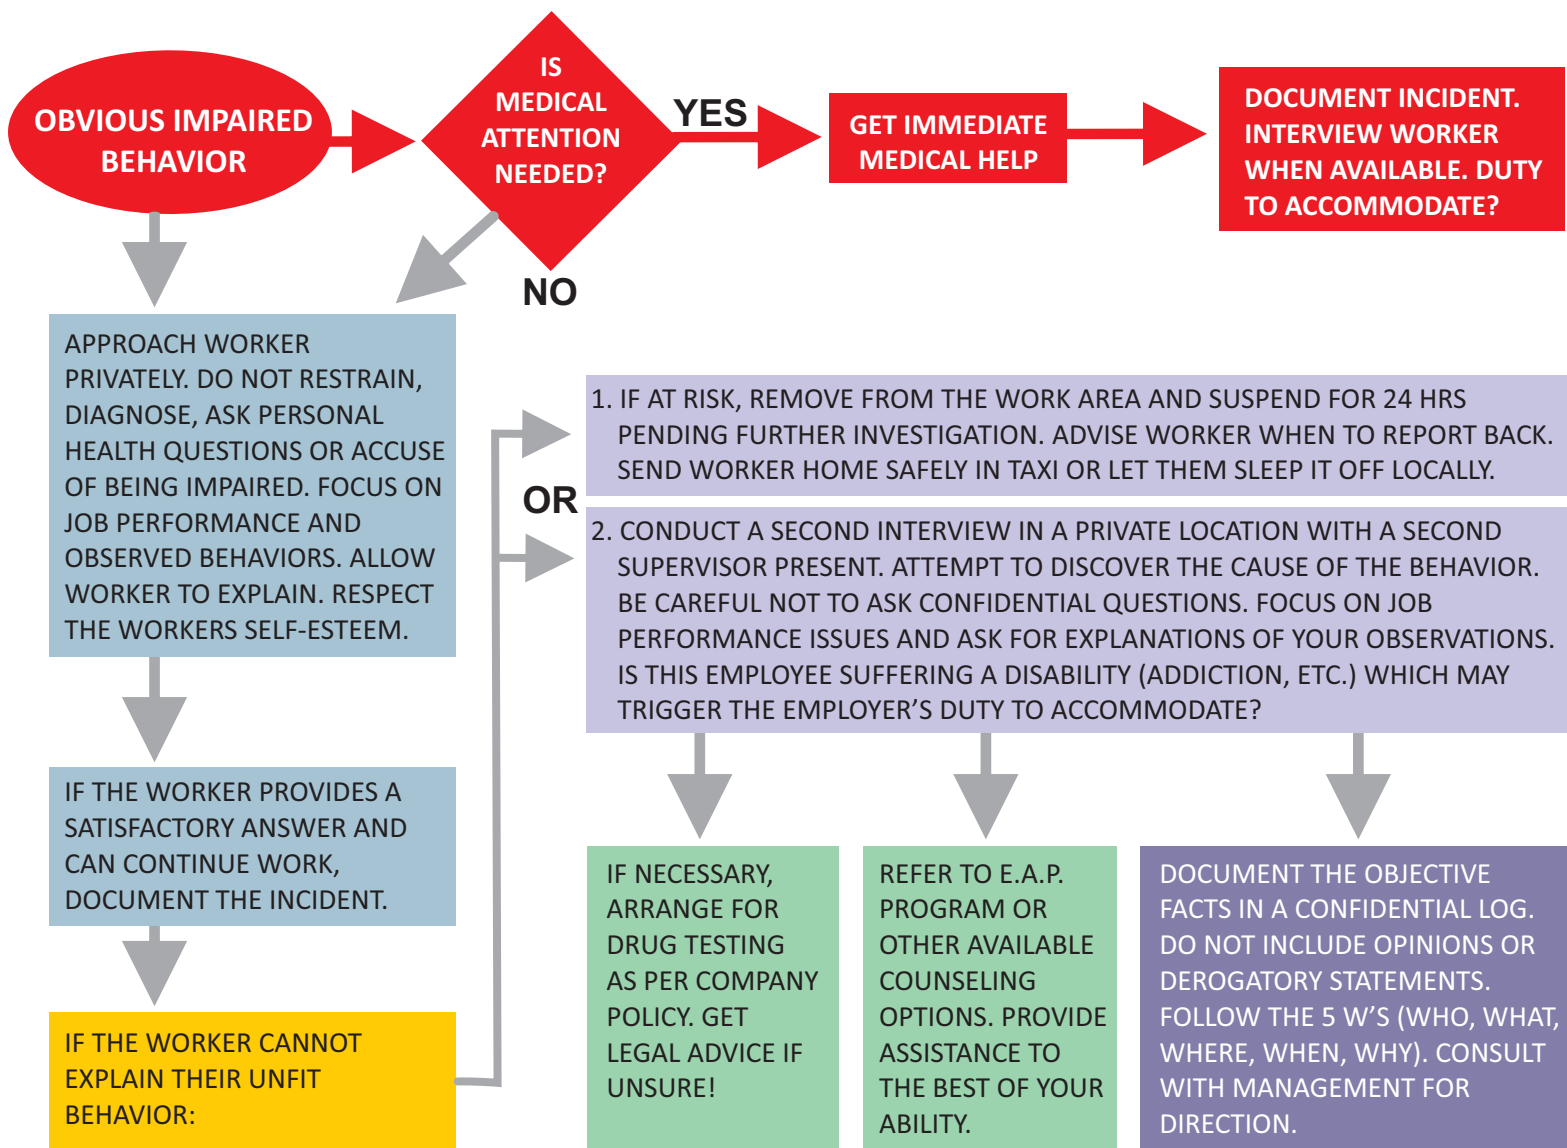 OBVIOUS IMPAIRED
BEHAVIOR
IS
MEDICAL
ATTENTION
NEEDED?
YES
GET IMMEDIATE
MEDICAL HELP
DOCUMENT INCIDENT.
INTERVIEW WORKER
WHEN AVAILABLE. DUTY
TO ACCOMMODATE?
NO
APPROACH WORKER
PRIVATELY. DO NOT RESTRAIN,
DIAGNOSE, ASK PERSONAL
HEALTH QUESTIONS OR ACCUSE
OF BEING IMPAIRED. FOCUS ON
JOB PERFORMANCE AND
OBSERVED BEHAVIORS. ALLOW
WORKER TO EXPLAIN. RESPECT
THE WORKERS SELF-ESTEEM.
IF THE WORKER PROVIDES A
SATISFACTORY ANSWER AND
CAN CONTINUE WORK,
DOCUMENT THE INCIDENT.
IF THE WORKER CANNOT
EXPLAIN THEIR UNFIT
BEHAVIOR:
1. IF AT RISK, REMOVE FROM THE WORK AREA AND SUSPEND FOR 24 HRS
PENDING FURTHER INVESTIGATION. ADVISE WORKER WHEN TO REPORT BACK.
SEND WORKER HOME SAFELY IN TAXI OR LET THEM SLEEP IT OFF LOCALLY.
OR
2. CONDUCT A SECOND INTERVIEW IN A PRIVATE LOCATION WITH A SECOND
SUPERVISOR PRESENT. ATTEMPT TO DISCOVER THE CAUSE OF THE BEHAVIOR.
BE CAREFUL NOT TO ASK CONFIDENTIAL QUESTIONS. FOCUS ON JOB
PERFORMANCE ISSUES AND ASK FOR EXPLANATIONS OF YOUR OBSERVATIONS.
IS THIS EMPLOYEE SUFFERING A DISABILITY (ADDICTION, ETC.) WHICH MAY
TRIGGER THE EMPLOYER'S DUTY TO ACCOMMODATE?
IF NECESSARY,
ARRANGE FOR
DRUG TESTING
AS PER COMPANY
POLICY. GET
LEGAL ADVICE IF
UNSURE!
REFER TO E.A.P.
PROGRAM OR
OTHER AVAILABLE
COUNSELING
OPTIONS. PROVIDE
ASSISTANCE TO
THE BEST OF YOUR
ABILITY.
DOCUMENT THE OBJECTIVE
FACTS IN A CONFIDENTIAL LOG.
DO NOT INCLUDE OPINIONS OR
DEROGATORY STATEMENTS.
FOLLOW THE 5 W'S (WHO, WHAT,
WHERE, WHEN, WHY). CONSULT
WITH MANAGEMENT FOR
DIRECTION.